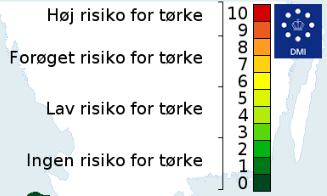 Høj risiko for tørke
Forøget risiko for tørke
Lav risiko for tørke
Ingen risiko for tørke
10
9
8
7
6
5
4
3
2
1
0
DMI